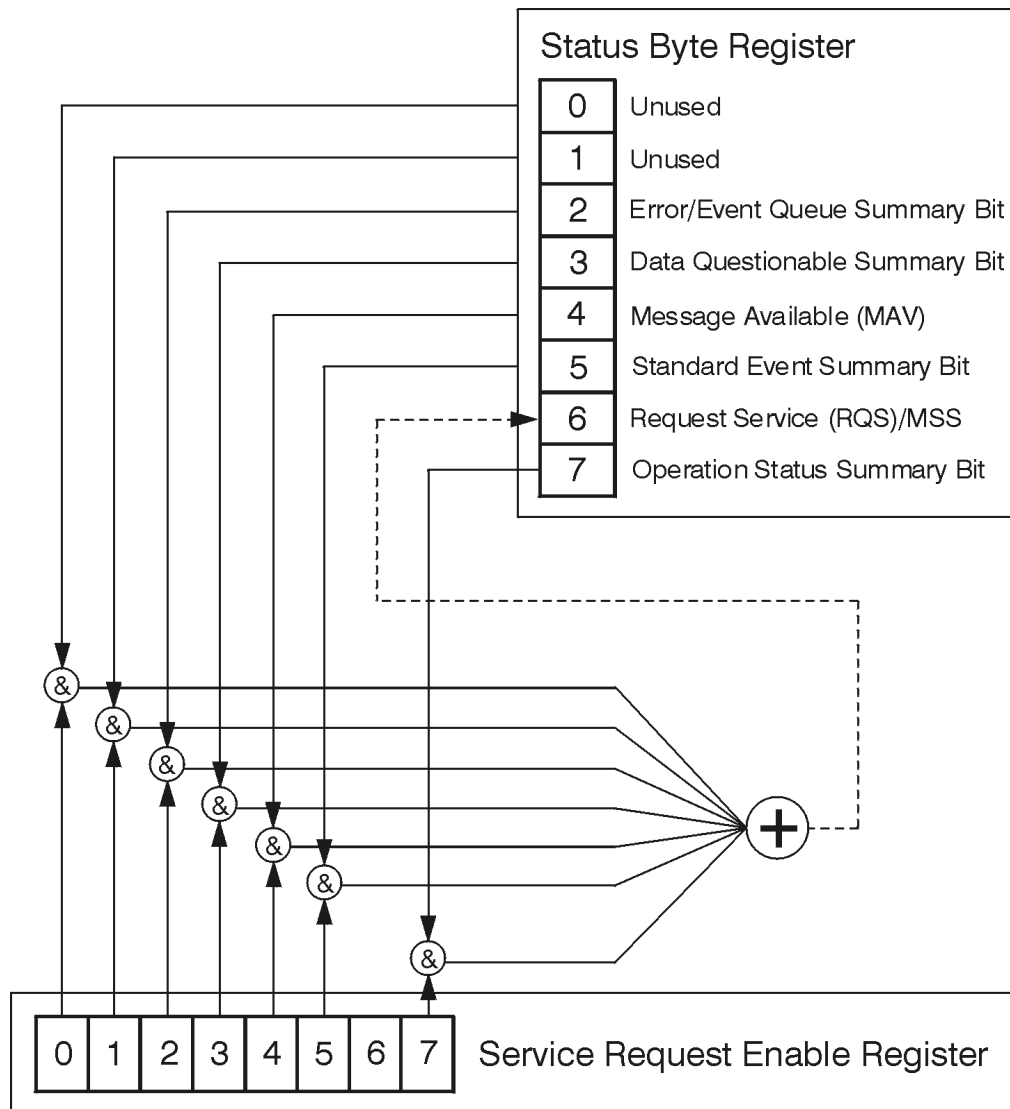 Status Byte Register
0 Unused
1 Unused
2 Error/Event Queue Summary Bit
3 Data Questionable Summary Bit
4 Message Available (MAV)
5 Standard Event Summary Bit
6 Request Service (RQS)/MSS
7 Operation Status Summary Bit
&
&
&
&
&
&
&
+
0 1 2 3 4 5 6 7 Service Request Enable Register